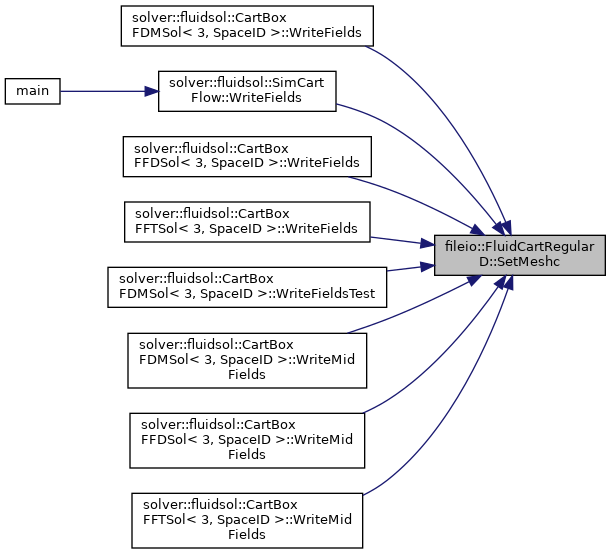 solver::fluidsol::CartBox
FDMSol< 3, SpaceID >::WriteFields
main
solver::fluidsol::SimCart
Flow::WriteFields
solver::fluidsol::CartBox
FFDSol< 3, SpaceID >::WriteFields
solver::fluidsol::CartBox
FFTSol< 3, SpaceID >::WriteFields
fileio::FluidCartRegular
D::SetMeshc
solver::fluidsol::CartBox
FDMSol< 3, SpaceID >::WriteFieldsTest
solver::fluidsol::CartBox
FDMSol< 3, SpaceID >::WriteMid
Fields
solver::fluidsol::CartBox
FFDSol< 3, SpaceID >::WriteMid
Fields
solver::fluidsol::CartBox
FFTSol< 3, SpaceID >::WriteMid
Fields